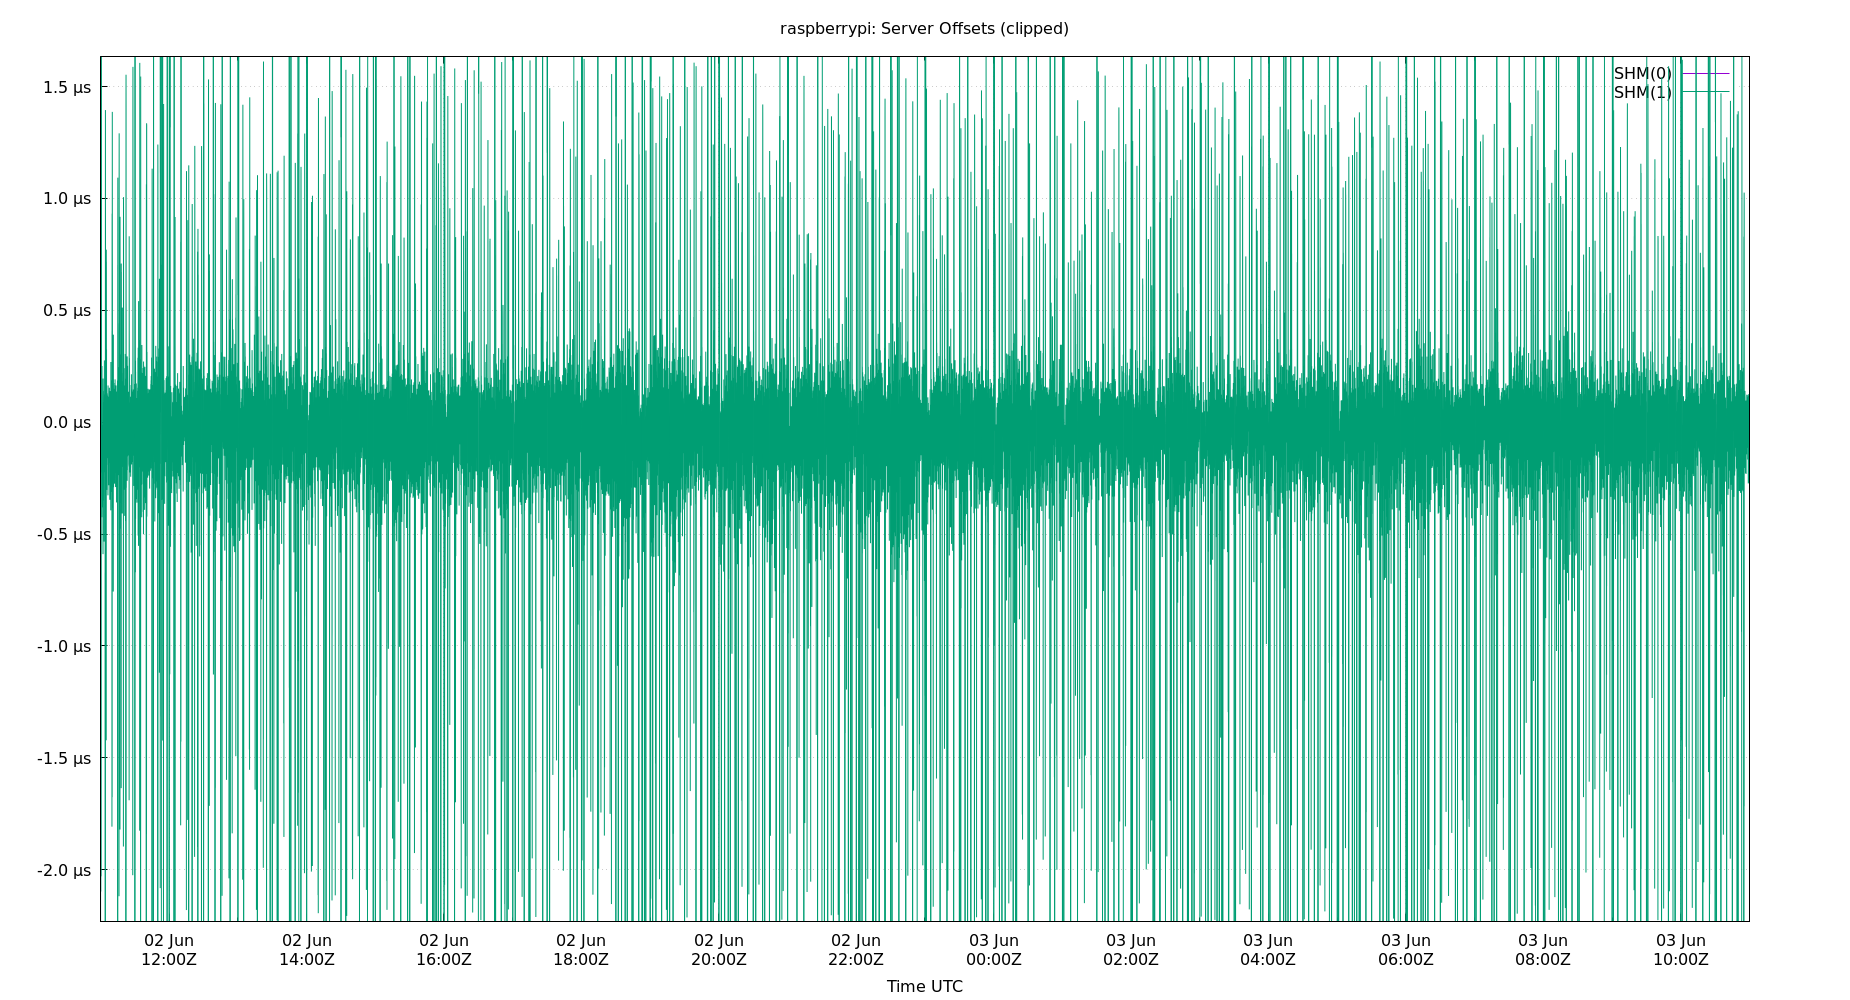 raspberrypi: Server Offsets (clipped)
SHM(0)
SHM(1)
1.5 µs
1.0 µs
0.5 µs
0.0 µs
-0.5 µs
-1.0 µs
-1.5 µs
-2.0 µs
02 Jun 02 Jun 02 Jun 02 Jun 02 Jun 02 Jun 03 Jun 03 Jun 03 Jun 03 Jun 03 Jun 03 Jun
12:00Z 14:00Z 16:00Z 18:00Z 20:00Z 22:00Z 00:00Z 02:00Z 04:00Z 06:00Z 08:00Z 10:00Z
Time UTC